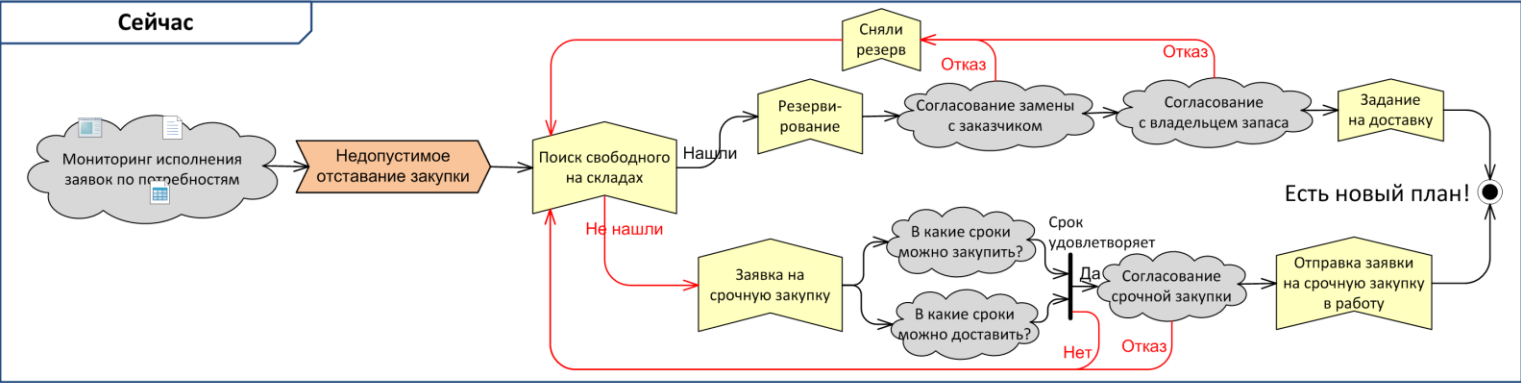 Сейчас
Мониторинг исполнения
заявок по потребностям
Недопустимое
отставание закупки
Поиск свободного
на складах
Нашли
Не нашли
Сняли
резерв
Отказ
Отказ
Резерви-
рование
Согласование замены
с заказчиком
Согласование
с владельцем запаса
Задание
на доставку
Есть новый план!
Заявка на
срочную закупку
В какие сроки
можно закупить?
В какие сроки
можно доставить?
Срок
удовлетворяет
Да
Нет
Согласование
срочной закупки
Отказ
Отправка заявки
на срочную закупку
в работу